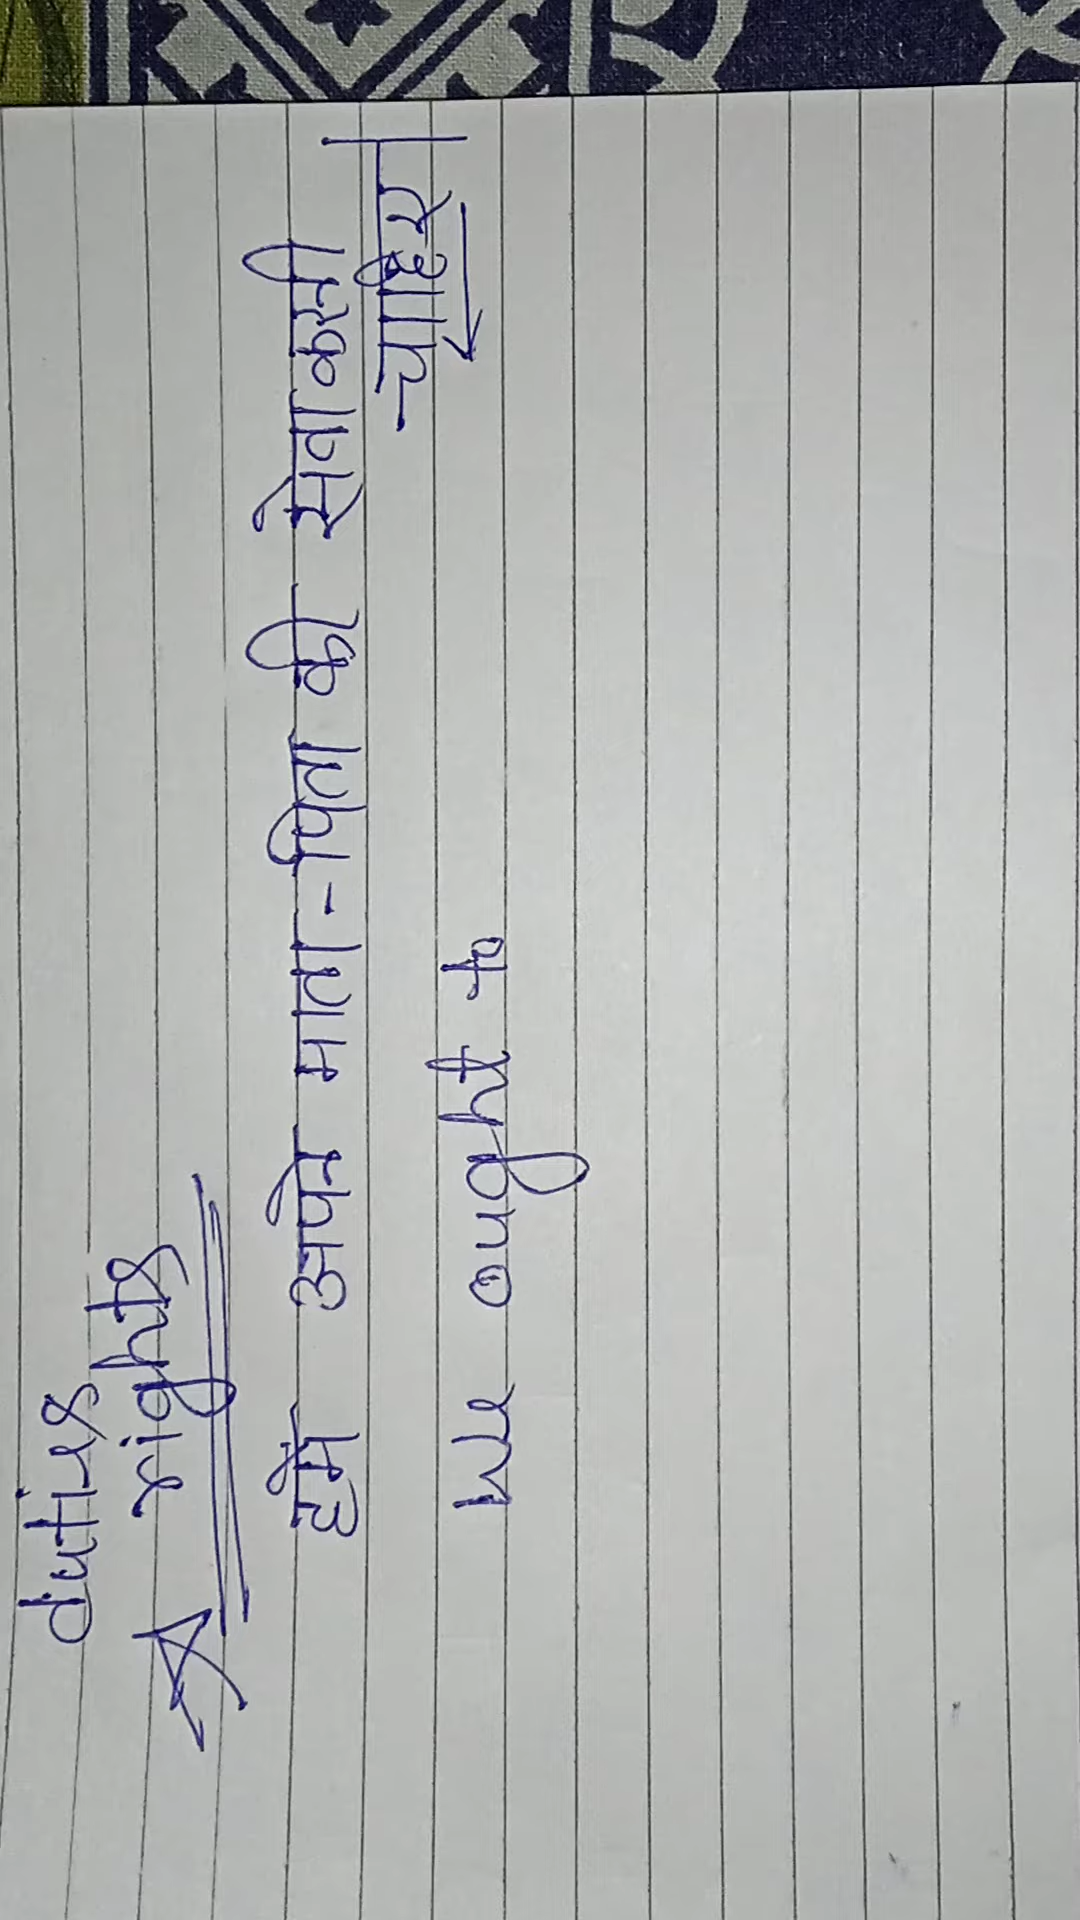 duties
rights
हमें अपने माता-पिता की सेवा करनी
चाहिए
We ought to